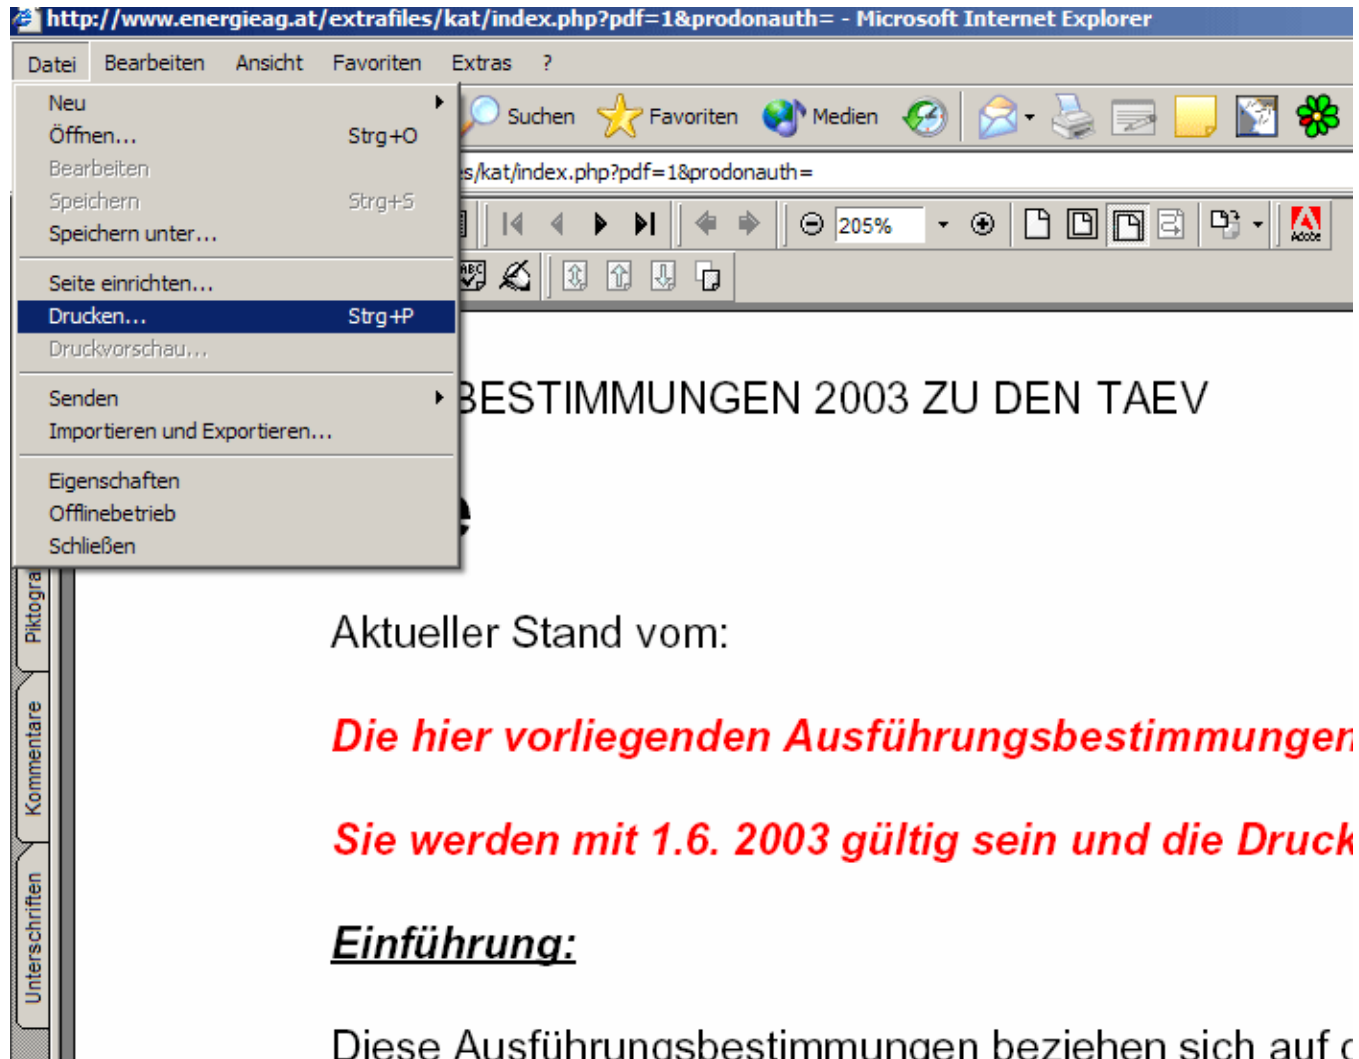 http://www.energieag.at/extrafiles/kat/index.php?pdf=1&prodonauth= - Microsoft Internet Explorer
Datei Bearbeiten Ansicht Favoriten Extras ?
Neu
Öffnen... Strg+O
Bearbeiten
Speichern Strg+S
Speichern unter...
Seite einrichten...
Drucken... Strg+P
Druckvorschau...
Senden
Importieren und Exportieren...
Eigenschaften
Offlinebetrieb
Schließen
Suchen Favoriten Medien
s/kat/index.php?pdf=1&prodonauth=
205% Adobe
ABC
BESTIMMUNGEN 2003 ZU DEN TAEV
e
Aktueller Stand vom:
Die hier vorliegenden Ausführungsbestimmungen
Sie werden mit 1.6. 2003 gültig sein und die Druck
Einführung:
Diese Ausführungsbestimmungen beziehen sich auf
Piktogra
Kommentare
Unterschriften